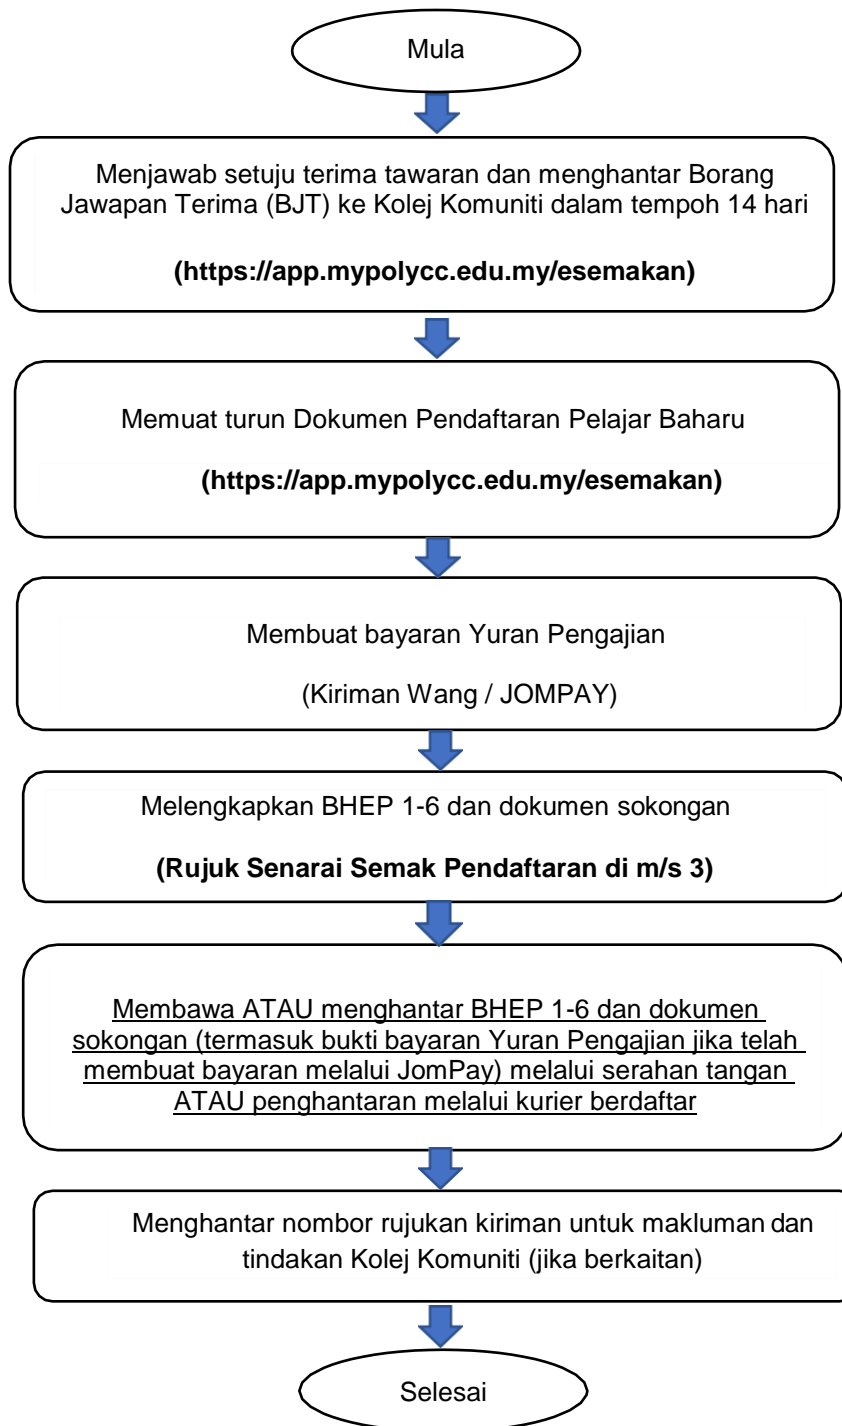 Mula
Menjawab setuju terima tawaran dan menghantar Borang
Jawapan Terima (BJT) ke Kolej Komuniti dalam tempoh 14 hari
(https://app.mypolycc.edu.my/esemakan)
Memuat turun Dokumen Pendaftaran Pelajar Baharu
(https://app.mypolycc.edu.my/esemakan)
Membuat bayaran Yuran Pengajian
(Kiriman Wang / JOMPAY)
Melengkapkan BHEP 1-6 dan dokumen sokongan
(Rujuk Senarai Semak Pendaftaran di m/s 3)
Membawa ATAU menghantar BHEP 1-6 dan dokumen
sokongan (termasuk bukti bayaran Yuran Pengajian jika telah
membuat bayaran melalui JomPay) melalui serahan tangan
ATAU penghantaran melalui kurier berdaftar
Menghantar nombor rujukan kiriman untuk makluman dan
tindakan Kolej Komuniti (jika berkaitan)
Selesai